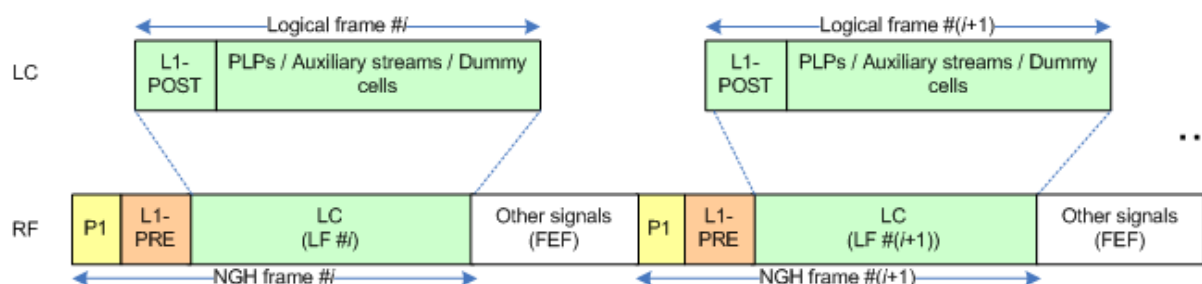 Logical frame #i
Logical frame #(i+1)
LC
L1-
POST
PLPs / Auxiliary streams / Dummy
cells
L1-
POST
PLPs / Auxiliary streams / Dummy
cells
..
RF
P1
L1-
PRE
LC
(LF #i)
Other signals
(FEF)
P1
L1-
PRE
LC
(LF #(i+1))
Other signals
(FEF)
NGH frame #i
NGH frame #(i+1)